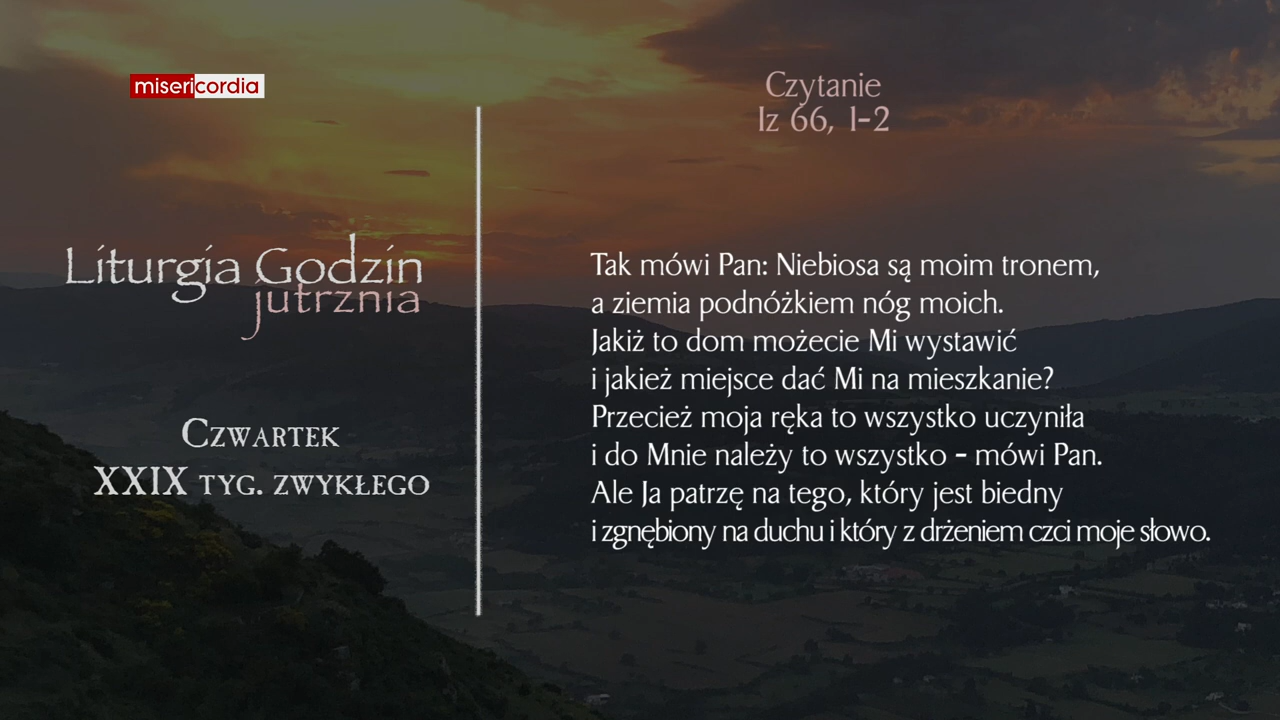 misericordia
Liturgia Godzin
jutrznia
Czwartek
XXIX tyg. zwykłego
Czytanie
Iz 66, 1-2
Tak mówi Pan: Niebiosa są moim tronem,
a ziemia podnóżkiem nóg moich.
Jakiż to dom możecie Mi wystawić
i jakież miejsce dać Mi na mieszkanie?
Przecież moja ręka to wszystko uczyniła
i do Mnie należy to wszystko - mówi Pan.
Ale Ja patrzę na tego, który jest biedny
i zgnębiony na duchu i który z drżeniem czci moje słowo.